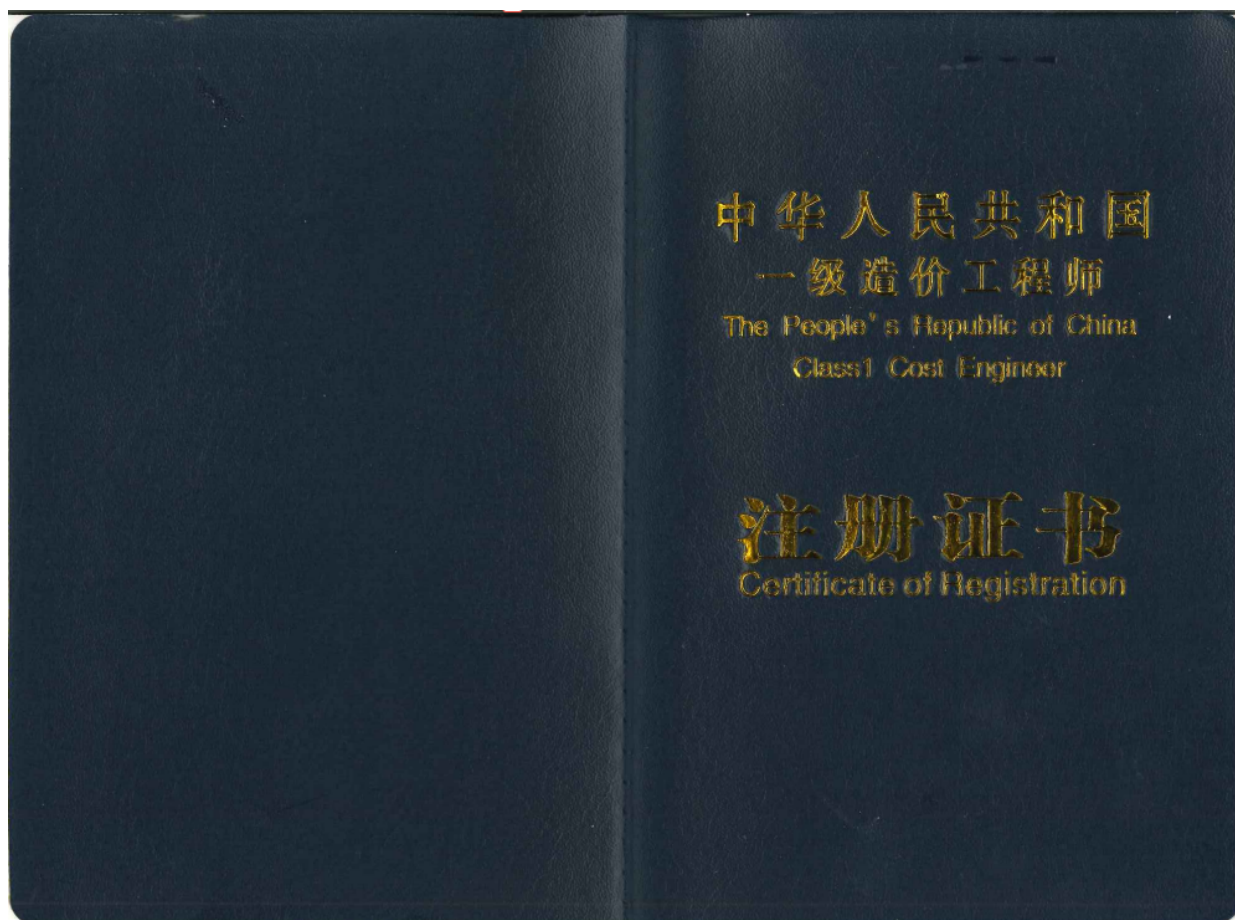 中华人民共和国
一级造价工程师
The People's Republic of China
Class1 Cost Engineer
注册证书
Certificate of Registration